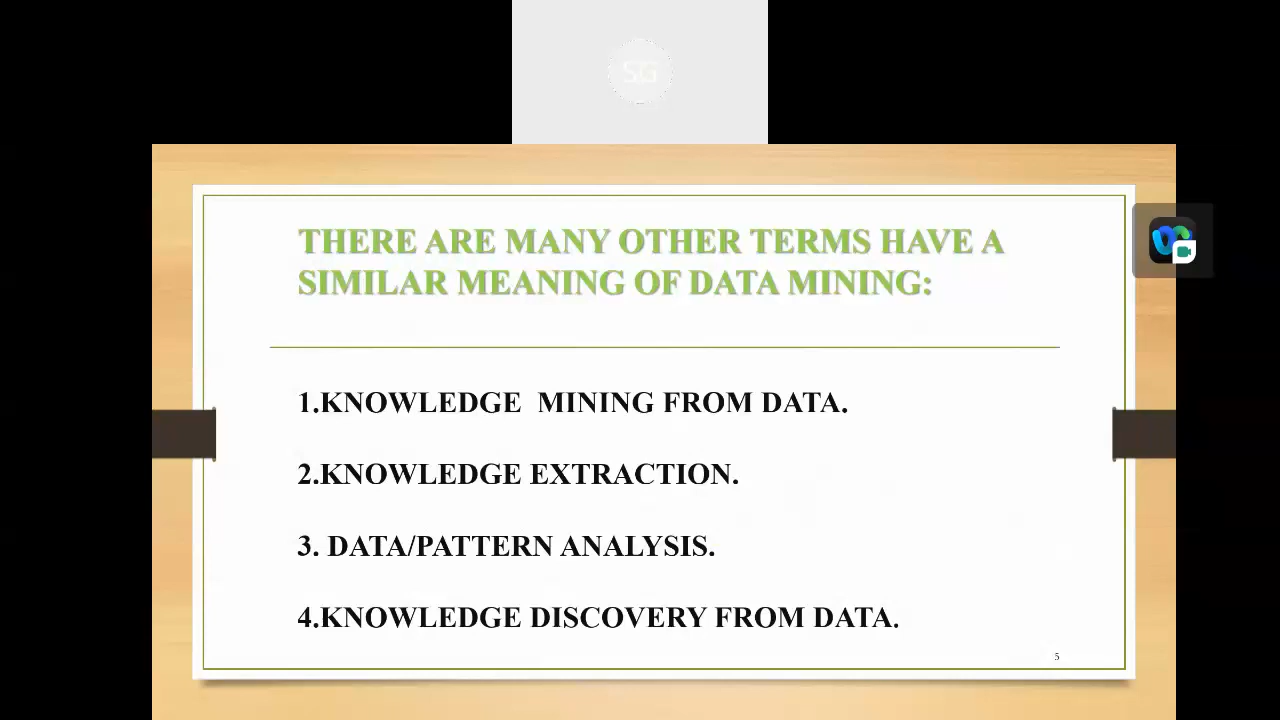 SG
THERE ARE MANY OTHER TERMS HAVE A
SIMILAR MEANING OF DATA MINING:
1.KNOWLEDGE  MINING FROM DATA.
2.KNOWLEDGE EXTRACTION.
3. DATA/PATTERN ANALYSIS.
4.KNOWLEDGE DISCOVERY FROM DATA.
5